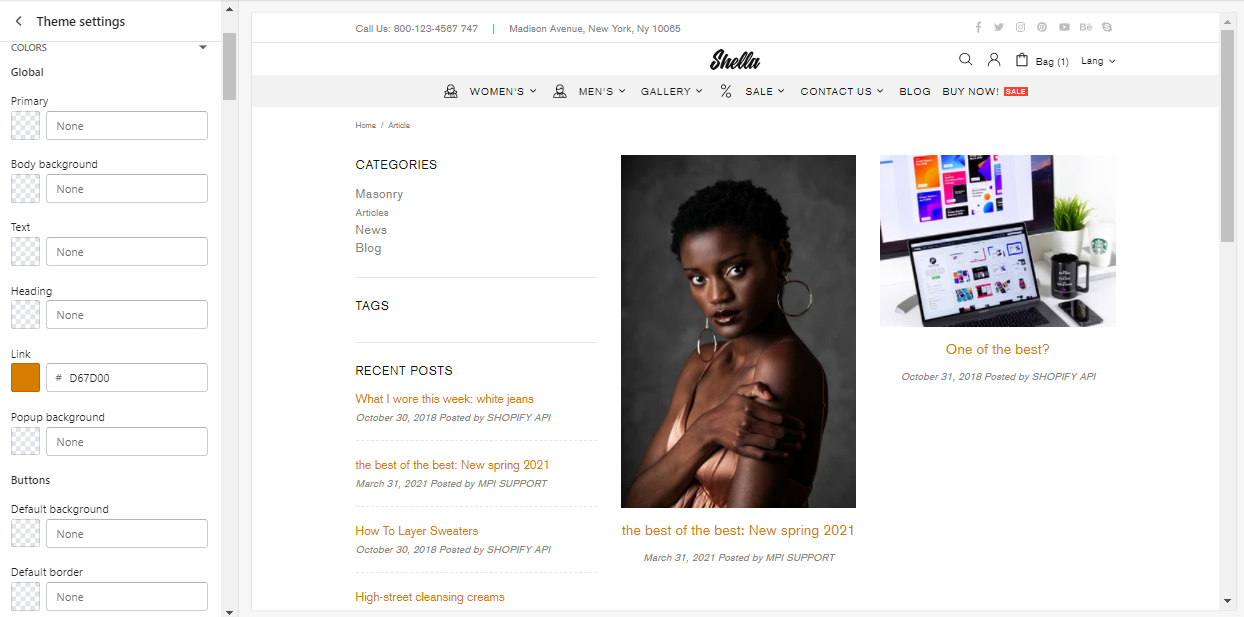 Theme settings
COLORS
Global
Primary
None
Body background
None
Text
None
Heading
None
Link
# D67D00
Popup background
None
Buttons
Default background
None
Default border
None
Call Us: 800-123-4567 747 | Madison Avenue, New York, Ny 10065
Bē
Shella
Bag (1) Lang
WOMEN'S MEN'S GALLERY % SALE CONTACT US BLOG BUY NOW! SALE
Home / Article
CATEGORIES
Masonry
Articles
News
Blog
TAGS
RECENT POSTS
What I wore this week: white jeans
October 30, 2018 Posted by SHOPIFY API
the best of the best: New spring 2021
March 31, 2021 Posted by MPI SUPPORT
How To Layer Sweaters
October 30, 2018 Posted by SHOPIFY API
High-street cleansing creams
the best of the best: New spring 2021
March 31, 2021 Posted by MPI SUPPORT
One of the best?
October 31, 2018 Posted by SHOPIFY API